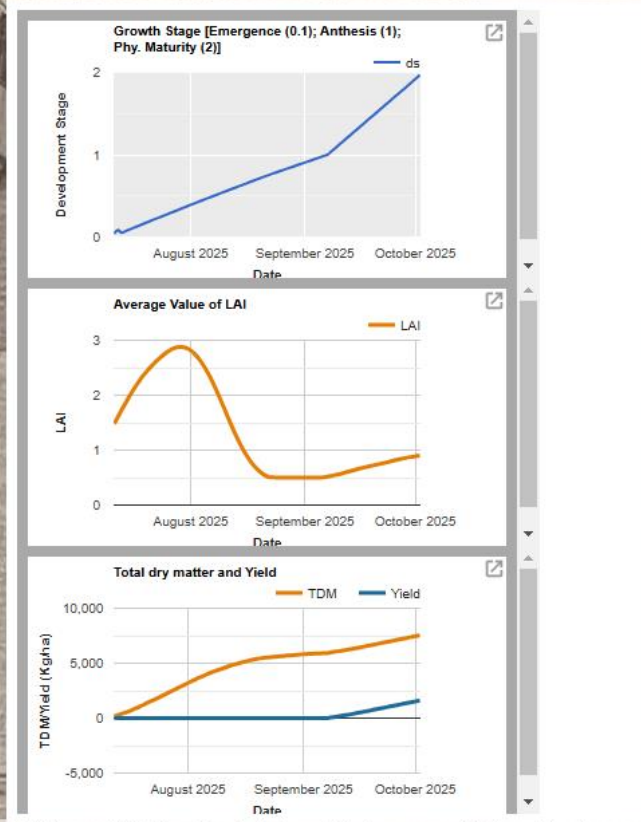 Growth Stage [Emergence (0.1); Anthesis (1);
Phy. Maturity (2)]
ds
2
1
0
Development Stage
August 2025 September 2025 October 2025
Date
Average Value of LAI
LAI
3
2
1
0
LAI
August 2025 September 2025 October 2025
Date
Total dry matter and Yield
TDM Yield
10,000
5,000
0
-5,000
TDM/Yield (Kg/ha)
August 2025 September 2025 October 2025
Date